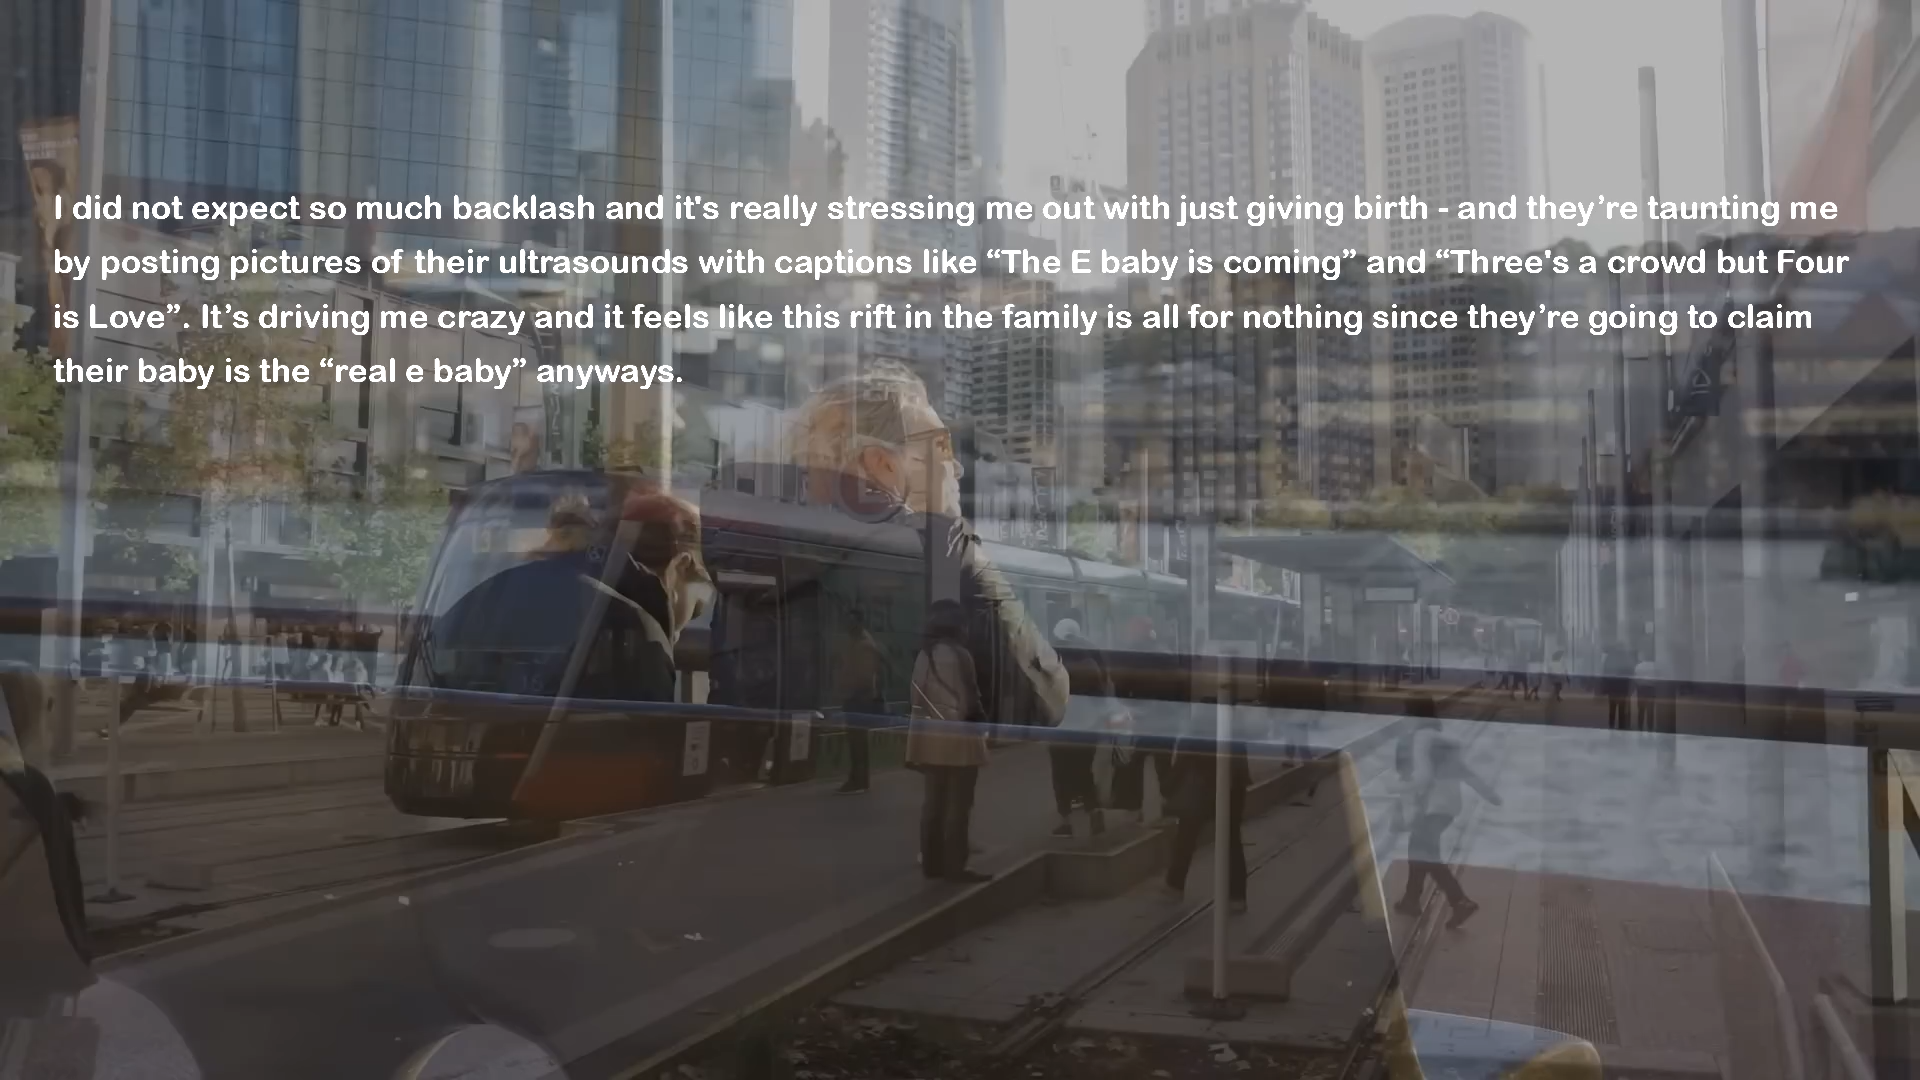 I did not expect so much backlash and it's really stressing me out with just giving birth - and they’re taunting me
by posting pictures of their ultrasounds with captions like “The E baby is coming” and “Three's a crowd but Four
is Love”. It’s driving me crazy and it feels like this rift in the family is all for nothing since they’re going to claim
their baby is the “real e baby” anyways.